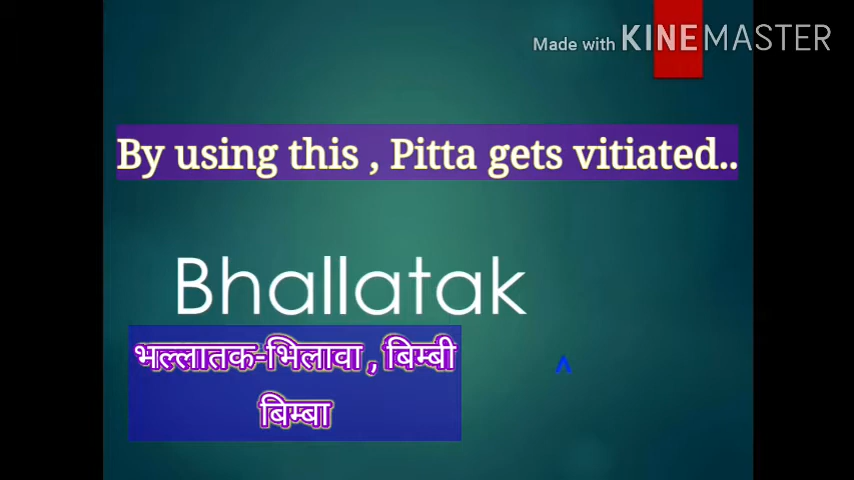 Made with KINEMASTER
By using this , Pitta gets vitiated..
Bhallatak
भल्लातक-भिलावा , बिम्बी
बिम्बा